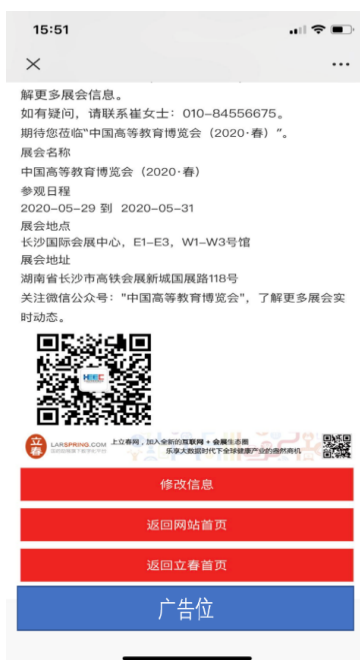 15:51
解更多展会信息。
如有疑问，请联系崔女士：010-84556675。
期待您莅临“中国高等教育博览会（2020·春）”。
展会名称
中国高等教育博览会（2020·春）
参观日程
2020-05-29 到 2020-05-31
展会地点
长沙国际会展中心，E1-E3，W1-W3号馆
展会地址
湖南省长沙市高铁会展新城国展路118号
关注微信公众号："中国高等教育博览会"，了解更多展会实
时动态。
立春
LARSPRING.COM
上立春网，加入全新的互联网 + 会展生态圈
乐享大数据时代下全球健康产业的盎然商机
修改信息
返回网站首页
返回立春首页
广告位